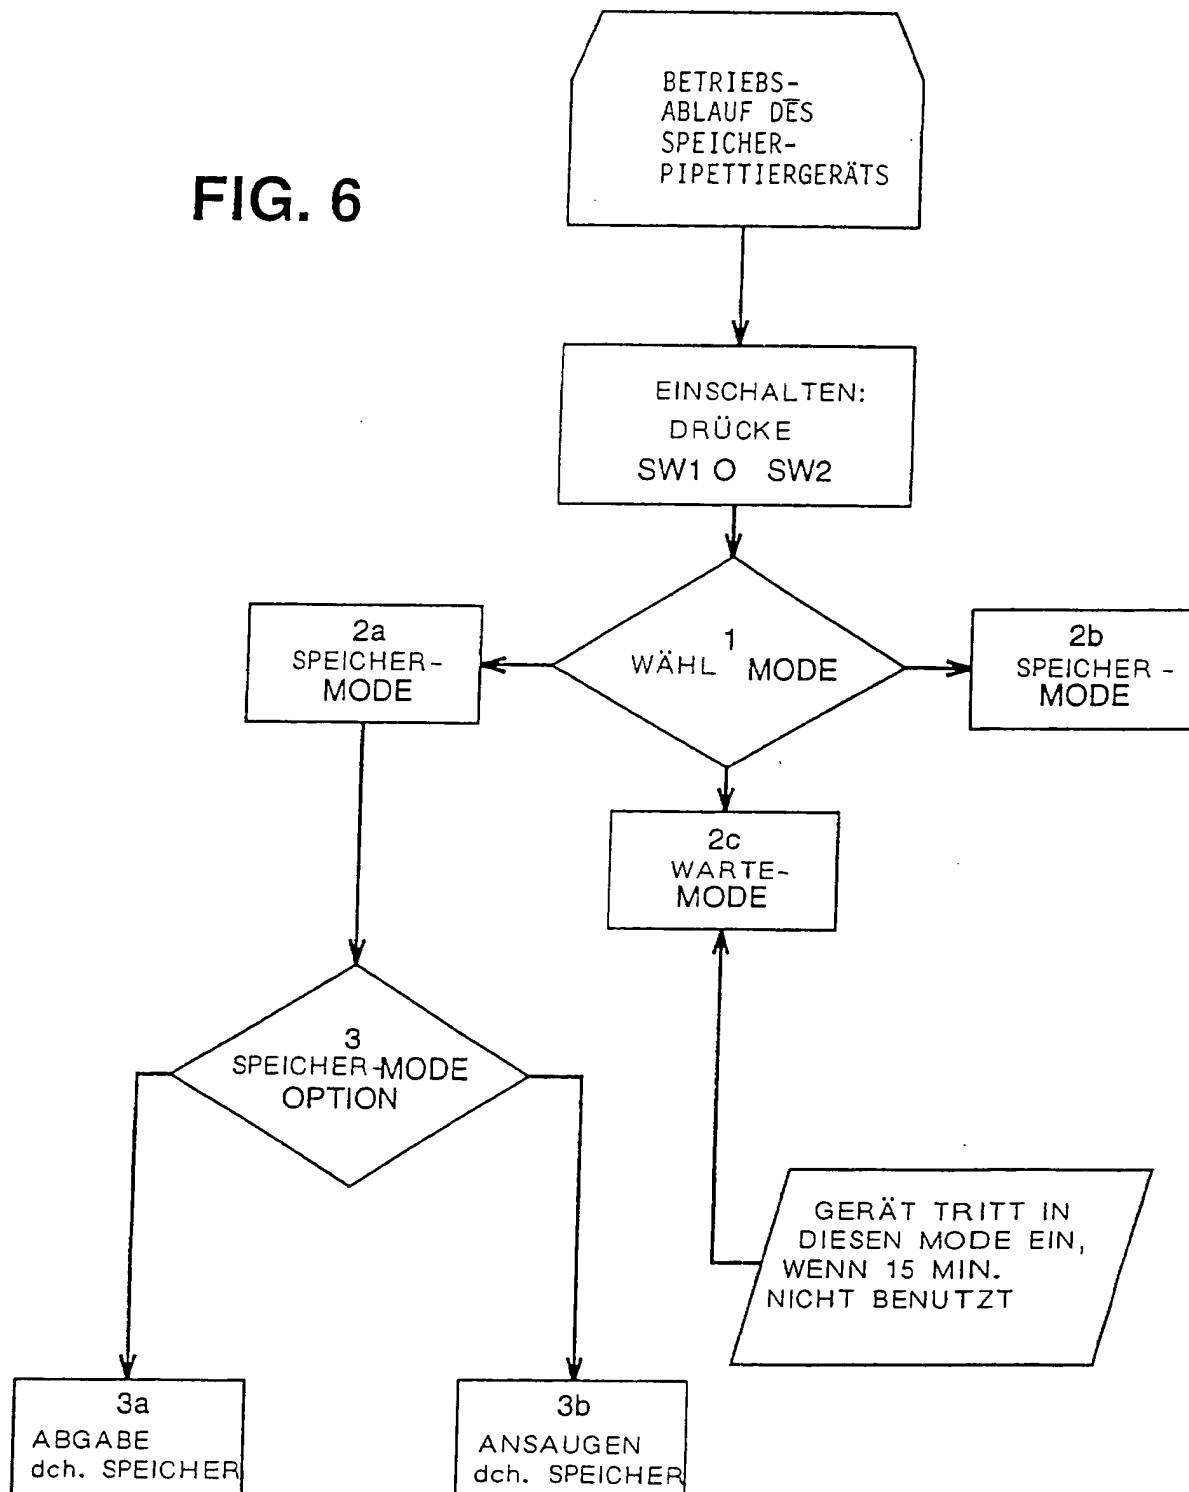 FIG. 6
BETRIEBS-
ABLAUF DES
SPEICHER-
PIPETTIERGERÄTS
EINSCHALTEN:
DRÜCKE
SW1 O SW2
1
WÄHL MODE
2a
SPEICHER-
MODE
2b
SPEICHER-
MODE
2c
WARTE-
MODE
3
SPEICHER-MODE
OPTION
GERÄT TRITT IN
DIESEN MODE EIN,
WENN 15 MIN.
NICHT BENUTZT
3a
ABGABE
dch. SPEICHER
3b
ANSAUGEN
dch. SPEICHER